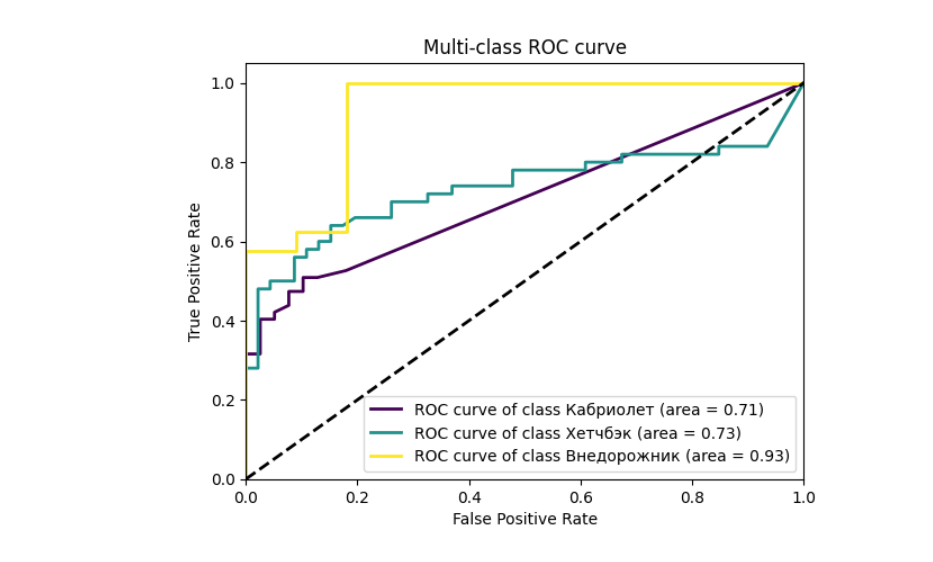 Multi-class ROC curve
True Positive Rate
1.0
0.8
0.6
0.4
0.2
0.0
ROC curve of class Кабриолет (area = 0.71)
ROC curve of class Хетчбэк (area = 0.73)
ROC curve of class Внедорожник (area = 0.93)
0.0 0.2 0.4 0.6 0.8 1.0
False Positive Rate